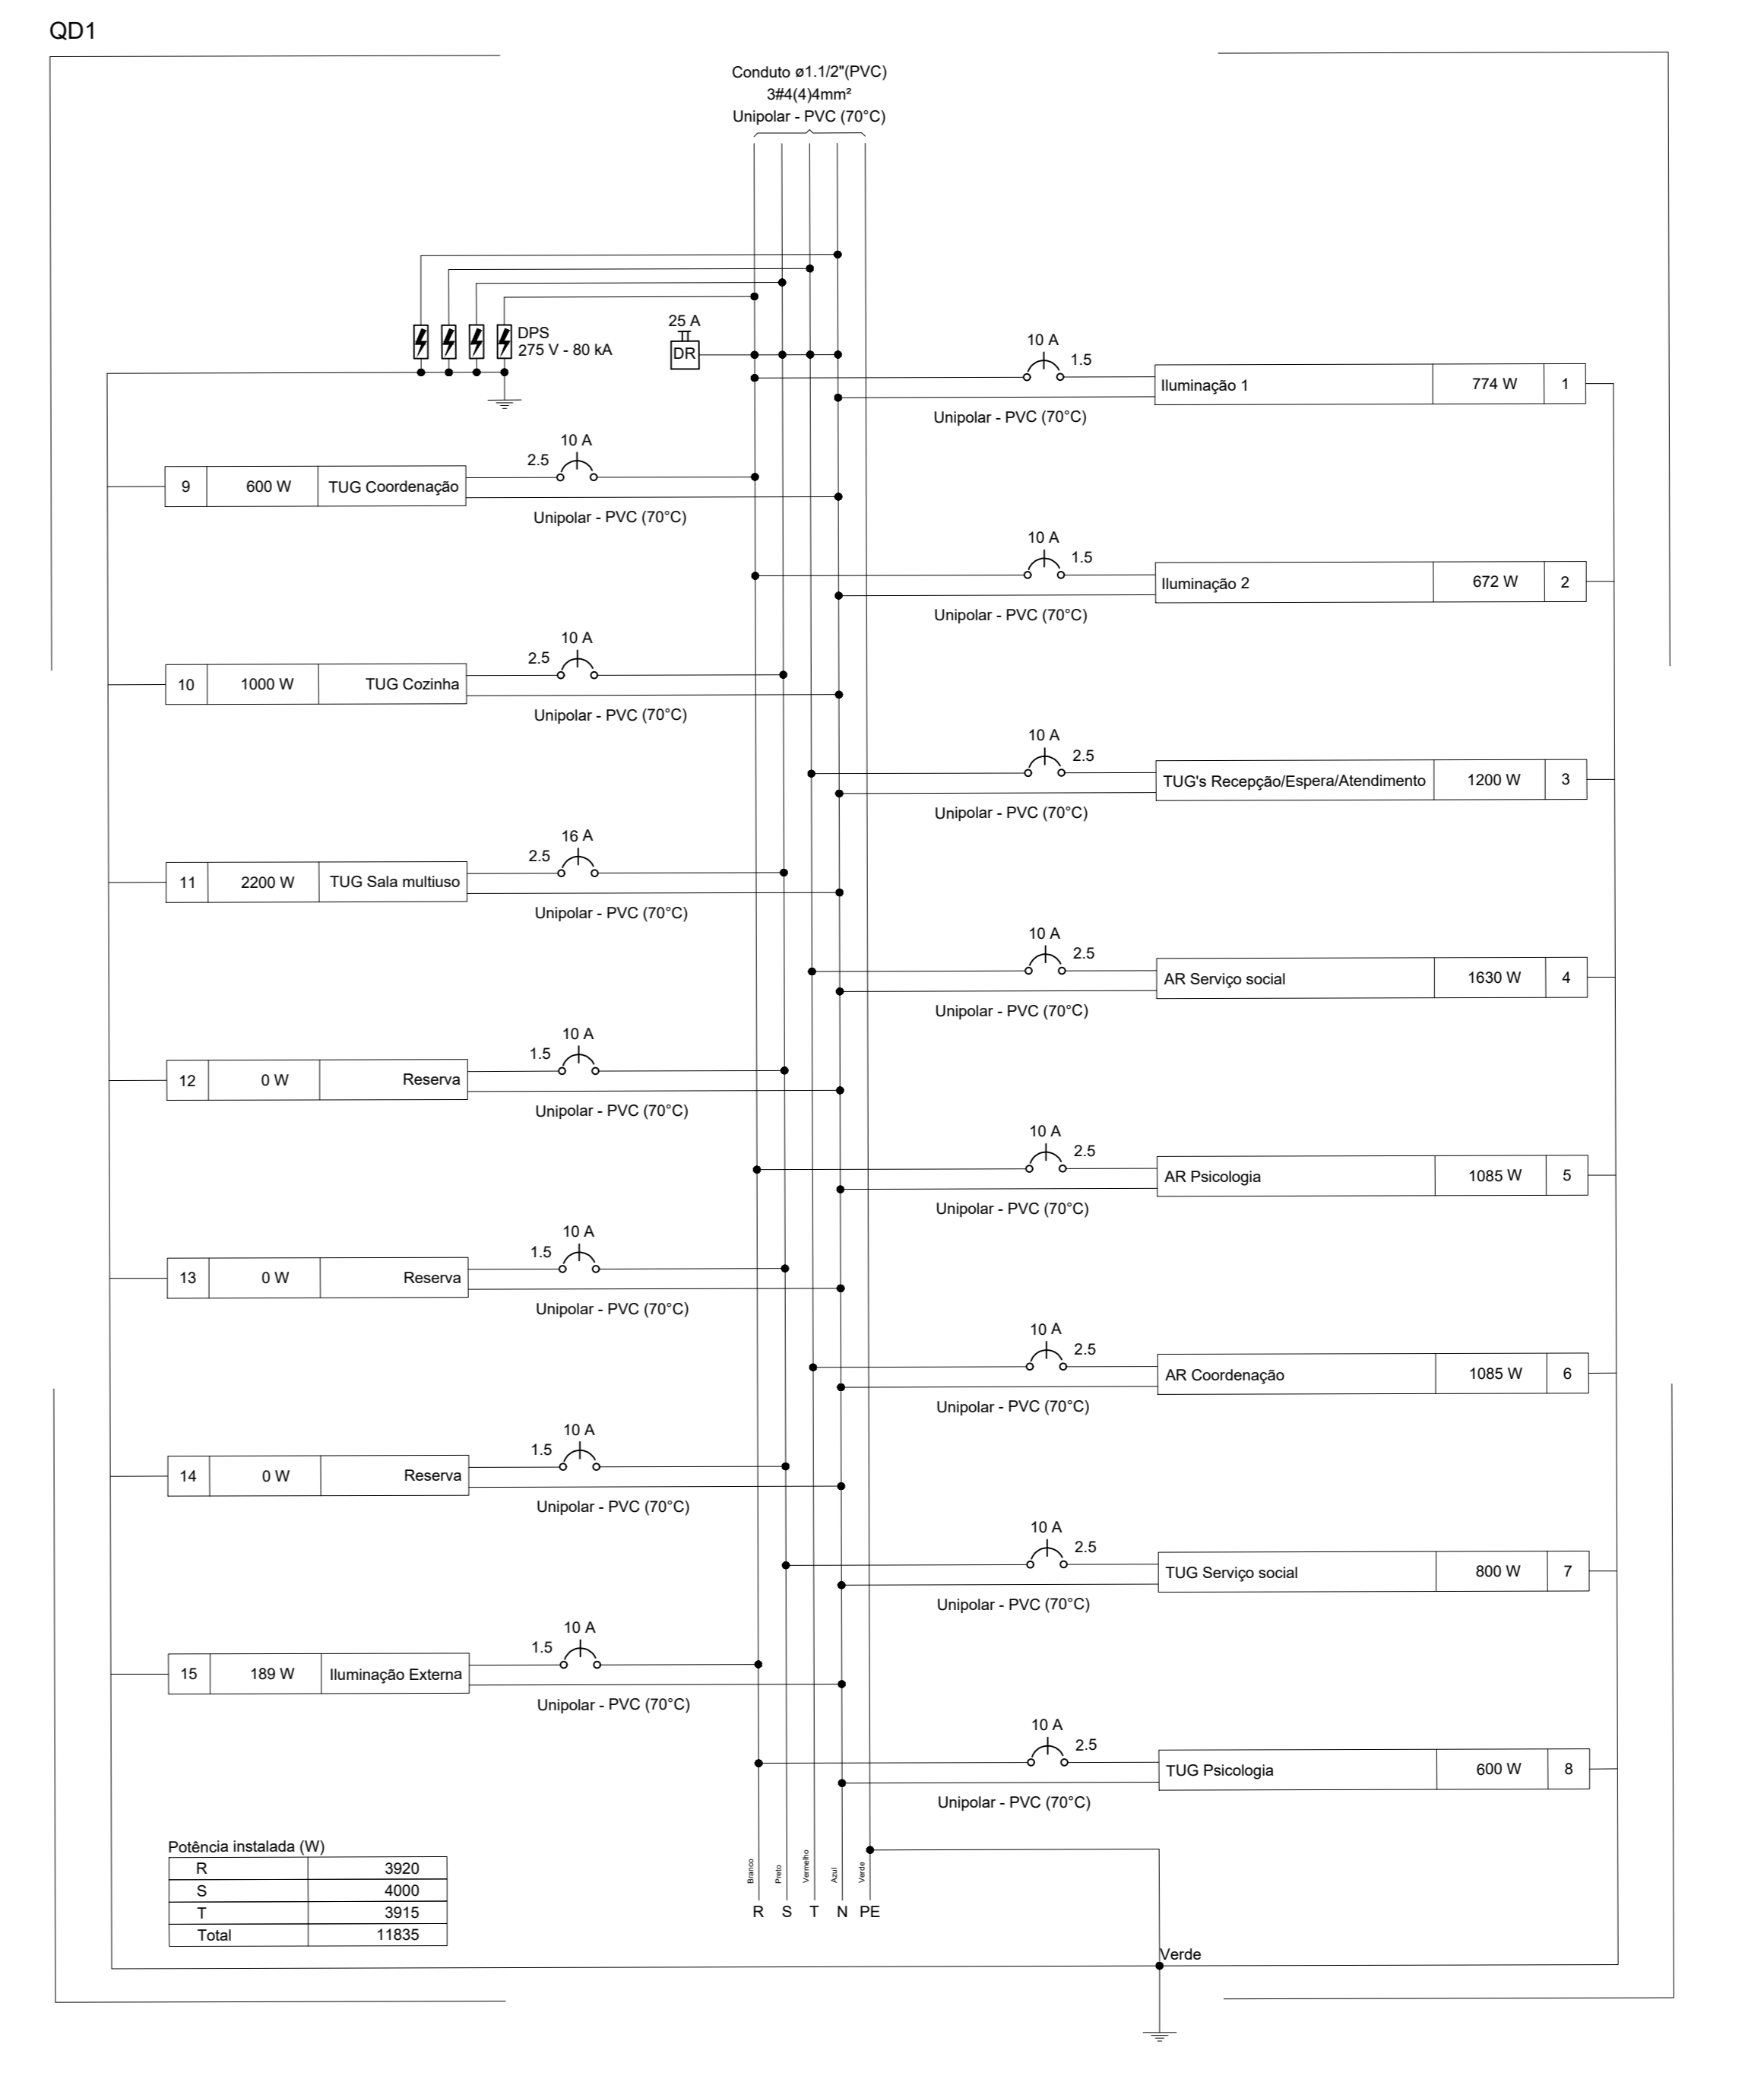 QD1
Conduto ø1.1/2"(PVC)
3#4(4)4mm²
Unipolar - PVC (70°C)
DPS
275 V - 80 kA
25 A
DR
10 A
1.5
Iluminação 1 774 W 1
Unipolar - PVC (70°C)
10 A
2.5
9 600 W TUG Coordenação
Unipolar - PVC (70°C)
10 A
1.5
Iluminação 2 672 W 2
Unipolar - PVC (70°C)
10 A
2.5
10 1000 W TUG Cozinha
Unipolar - PVC (70°C)
10 A
2.5
TUG's Recepção/Espera/Atendimento 1200 W 3
Unipolar - PVC (70°C)
16 A
2.5
11 2200 W TUG Sala multiuso
Unipolar - PVC (70°C)
10 A
2.5
AR Serviço social 1630 W 4
Unipolar - PVC (70°C)
10 A
1.5
12 0 W Reserva
Unipolar - PVC (70°C)
10 A
2.5
AR Psicologia 1085 W 5
Unipolar - PVC (70°C)
10 A
1.5
13 0 W Reserva
Unipolar - PVC (70°C)
10 A
2.5
AR Coordenação 1085 W 6
Unipolar - PVC (70°C)
10 A
1.5
14 0 W Reserva
Unipolar - PVC (70°C)
10 A
2.5
TUG Serviço social 800 W 7
Unipolar - PVC (70°C)
10 A
1.5
15 189 W Iluminação Externa
Unipolar - PVC (70°C)
10 A
2.5
TUG Psicologia 600 W 8
Unipolar - PVC (70°C)
Potência instalada (W)
R 3920
S 4000
T 3915
Total 11835
Branco
Preto
Vermelho
Azul
Verde
R S T N PE
Verde